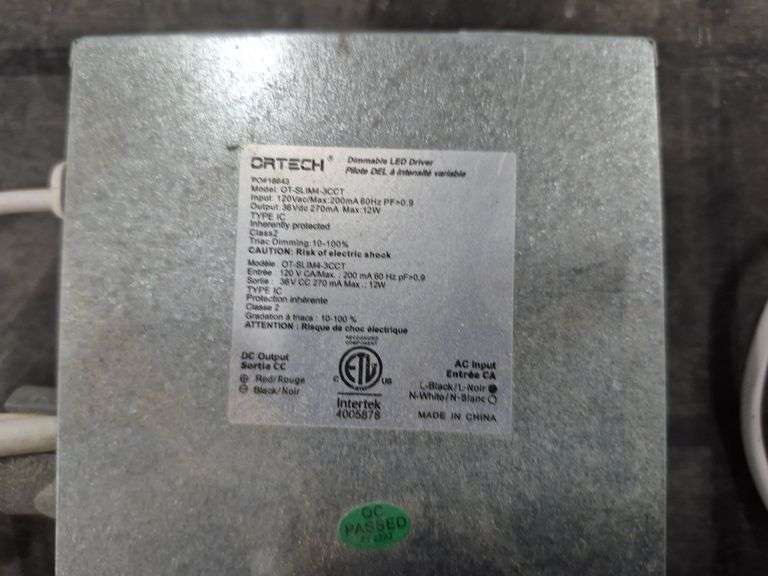 ORTECH® Dimmable LED Driver
Pilote DEL à intensité variable
PO#18643
Model: OT-SLIM4-3CCT
Input: 120Vac/Max:200mA 60Hz PF>0.9
Output: 36Vdc 270mA Max:12W
TYPE IC
Inherently protected
Class2
Triac Dimming:10-100%
CAUTION: Risk of electric shock
Modèle : OT-SLIM4-3CCT
Entrée : 120 V CA/Max. : 200 mA 60 Hz pF>0,9
Sortie : 36V CC 270 mA Max.: 12W
TYPE IC
Protection inhérente
Classe 2
Gradation à triacs : 10-100 %
ATTENTION : Risque de choc électrique
DC Output
Sortie CC
⊕ Red/Rouge
⊖ Black/Noir
RECOGNIZED
COMPONENT
C ETL US
Intertek
4005878
AC Input
Entrée CA
L-Black/L-Noir
N-White/N-Blanc
MADE IN CHINA
QC
PASSED